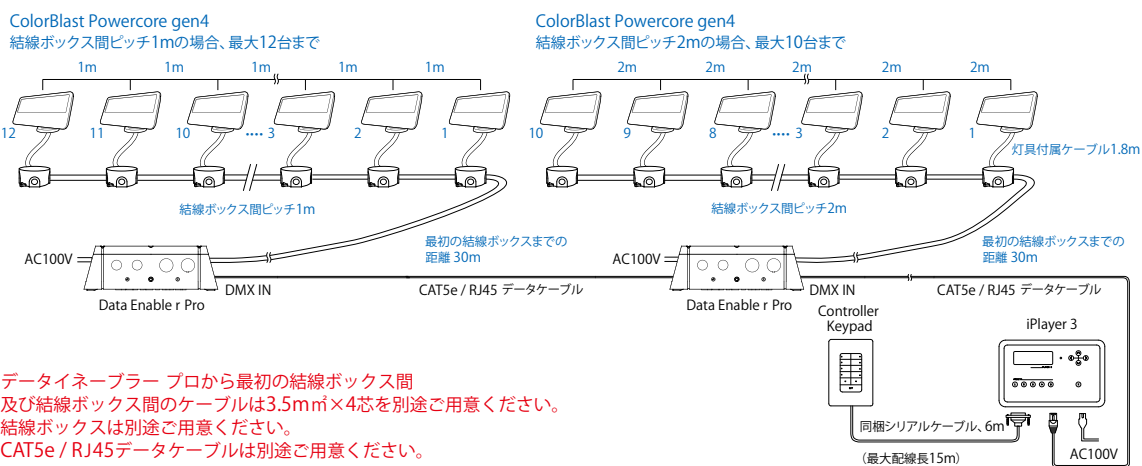 ColorBlast Powercore gen4
結線ボックス間ピッチ1mの場合、最大12台まで
1m 1m 1m 1m 1m
12 11 10 •••• 3 2 1
結線ボックス間ピッチ1m
最初の結線ボックスまでの
距離 30m
AC100V
DMX IN
Data Enable r Pro
CAT5e / RJ45 データケーブル
ColorBlast Powercore gen4
結線ボックス間ピッチ2mの場合、最大10台まで
2m 2m 2m 2m 2m
10 9 8 •••• 3 2 1
灯具付属ケーブル1.8m
結線ボックス間ピッチ2m
最初の結線ボックスまでの
距離 30m
AC100V
DMX IN
Data Enable r Pro
CAT5e / RJ45 データケーブル
Controller
Keypad
iPlayer 3
同梱シリアルケーブル、6m
(最大配線長15m)
AC100V
データイネーブラー プロから最初の結線ボックス間
及び結線ボックス間のケーブルは3.5m㎡×4芯を別途ご用意ください。
結線ボックスは別途ご用意ください。
CAT5e / RJ45データケーブルは別途ご用意ください。